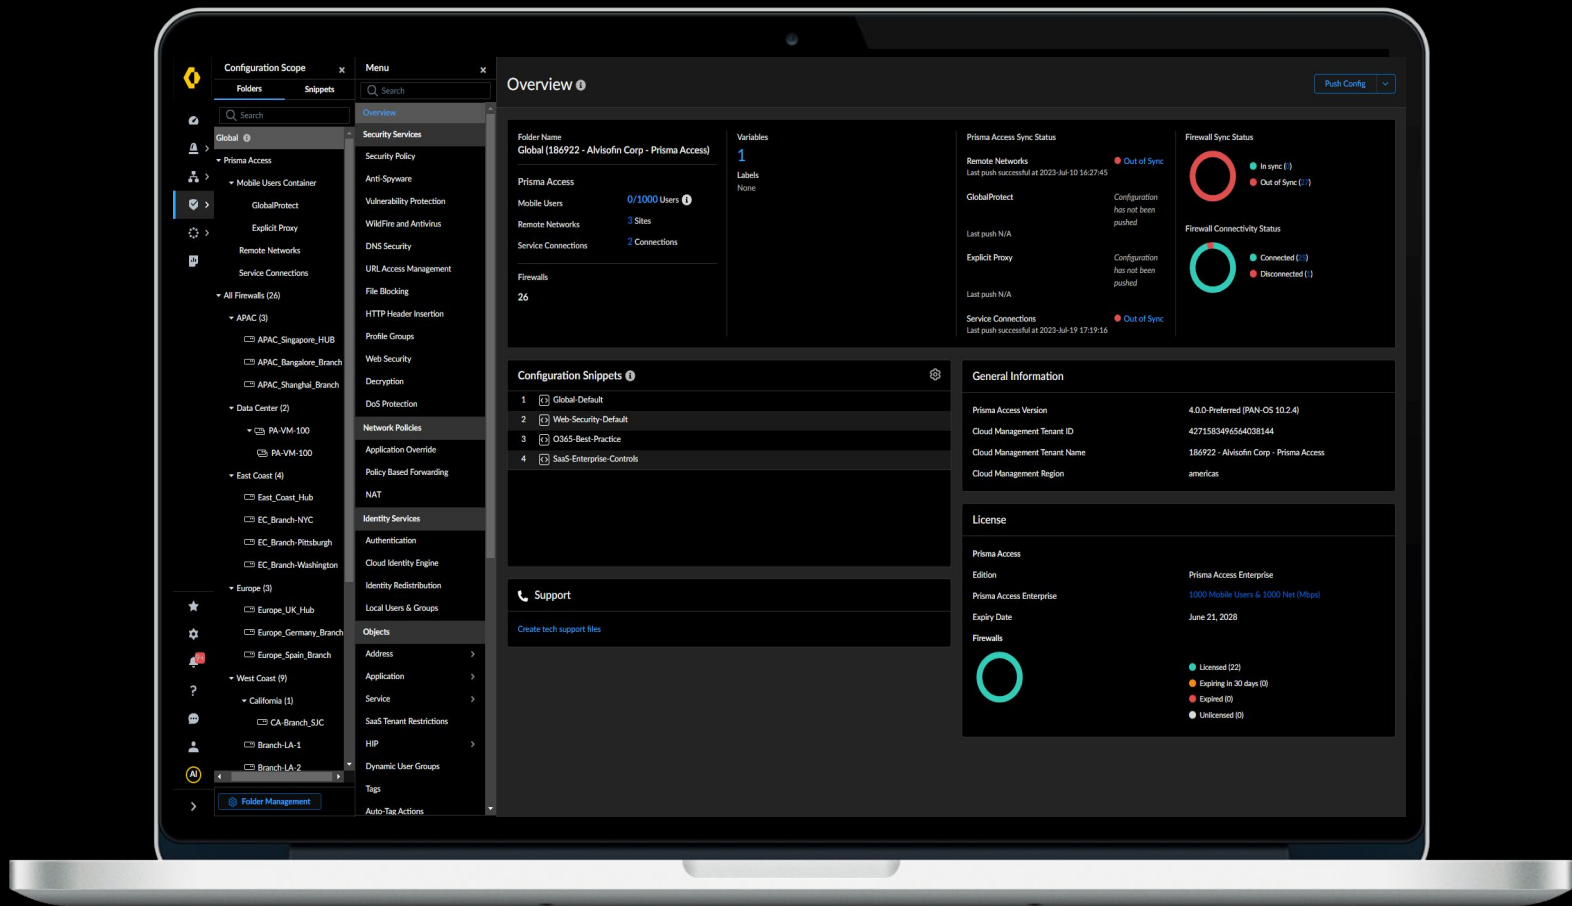 Configuration Scope
Folders Snippets
Search
Global
Prisma Access
Mobile Users Container
GlobalProtect
Explicit Proxy
Remote Networks
Service Connections
All Firewalls (26)
APAC (3)
APAC_Singapore_HUB
APAC_Bangalore_Branch
APAC_Shanghai_Branch
Data Center (2)
PA-VM-100
PA-VM-100
East Coast (4)
East_Coast_Hub
EC_Branch-NYC
EC_Branch-Pittsburgh
EC_Branch-Washington
Europe (3)
Europe_UK_Hub
Europe_Germany_Branch
Europe_Spain_Branch
West Coast (9)
California (1)
CA-Branch_SJC
Branch-LA-1
Branch-LA-2
Folder Management
AI
Menu
Search
Overview
Security Services
Security Policy
Anti-Spyware
Vulnerability Protection
WildFire and Antivirus
DNS Security
URL Access Management
File Blocking
HTTP Header Insertion
Profile Groups
Web Security
Decryption
DoS Protection
Network Policies
Application Override
Policy Based Forwarding
NAT
Identity Services
Authentication
Cloud Identity Engine
Identity Redistribution
Local Users & Groups
Objects
Address
Application
Service
SaaS Tenant Restrictions
HIP
Dynamic User Groups
Tags
Auto-Tag Actions
Overview
Push Config
Folder Name
Global (186922 - Alvisofin Corp - Prisma Access)
Prisma Access
Mobile Users 0/1000 Users
Remote Networks 3 Sites
Service Connections 2 Connections
Firewalls
26
Variables
1
Labels
None
Prisma Access Sync Status
Remote Networks Out of Sync
Last push successful at 2023-Jul-10 16:27:45
GlobalProtect Configuration
has not been
pushed
Last push N/A
Explicit Proxy Configuration
has not been
pushed
Last push N/A
Service Connections Out of Sync
Last push successful at 2023-Jul-19 17:19:16
Firewall Sync Status
In sync ()
Out of Sync (27)
Firewall Connectivity Status
Connected (25)
Disconnected (1)
Configuration Snippets
1 Global-Default
2 Web-Security-Default
3 O365-Best-Practice
4 SaaS-Enterprise-Controls
Support
Create tech support files
General Information
Prisma Access Version 4.0.0-Preferred (PAN-OS 10.2.4)
Cloud Management Tenant ID 4271583496564038144
Cloud Management Tenant Name 186922 - Alvisofin Corp - Prisma Access
Cloud Management Region americas
License
Prisma Access
Edition Prisma Access Enterprise
Prisma Access Enterprise 1000 Mobile Users & 1000 Net (Mbps)
Expiry Date June 21, 2028
Firewalls
Licensed (22)
Expiring in 30 days (0)
Expired (0)
Unlicensed (0)